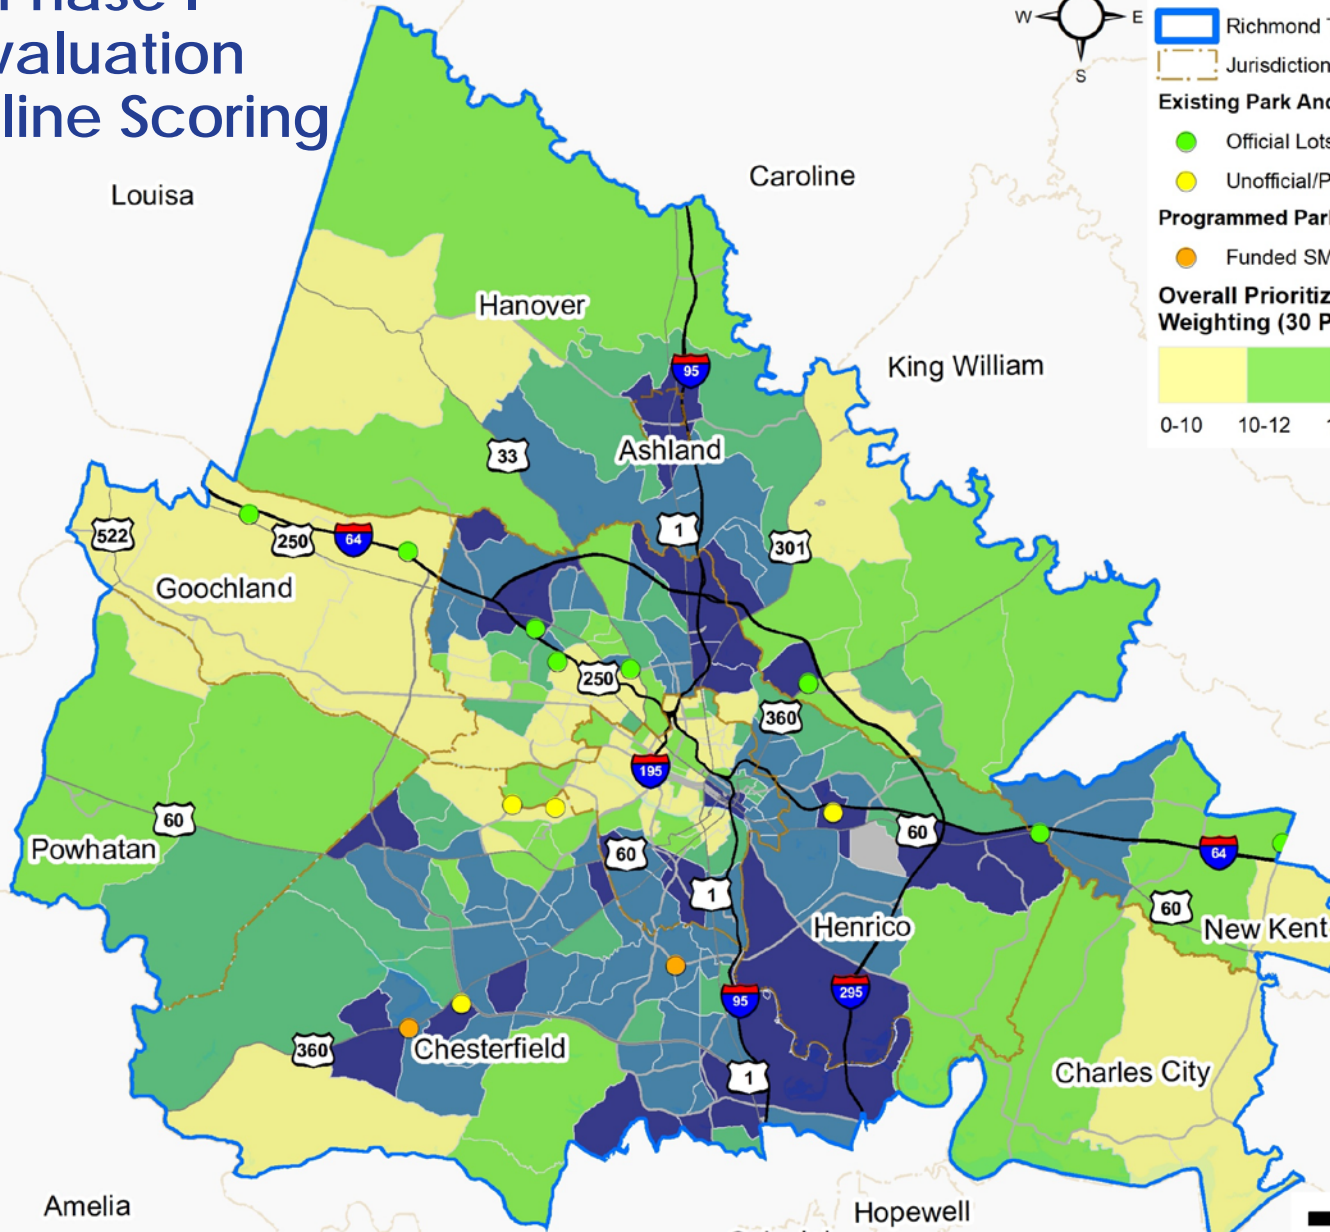 valuation
line Scoring
W
E
S
Richmond
Jurisdiction
Existing Park And
Official Lots
Unofficial/P
Programmed Park
Funded SM
Overall Prioritiz
Weighting (30 P
0-10
10-12
Louisa
Caroline
Hanover
King William
95
Ashland
33
1
301
522
250
64
Goochland
250
360
195
60
60
60
Powhatan
64
1
60
Henrico
New Kent
95
295
360
Chesterfield
1
Charles City
Amelia
Hopewell